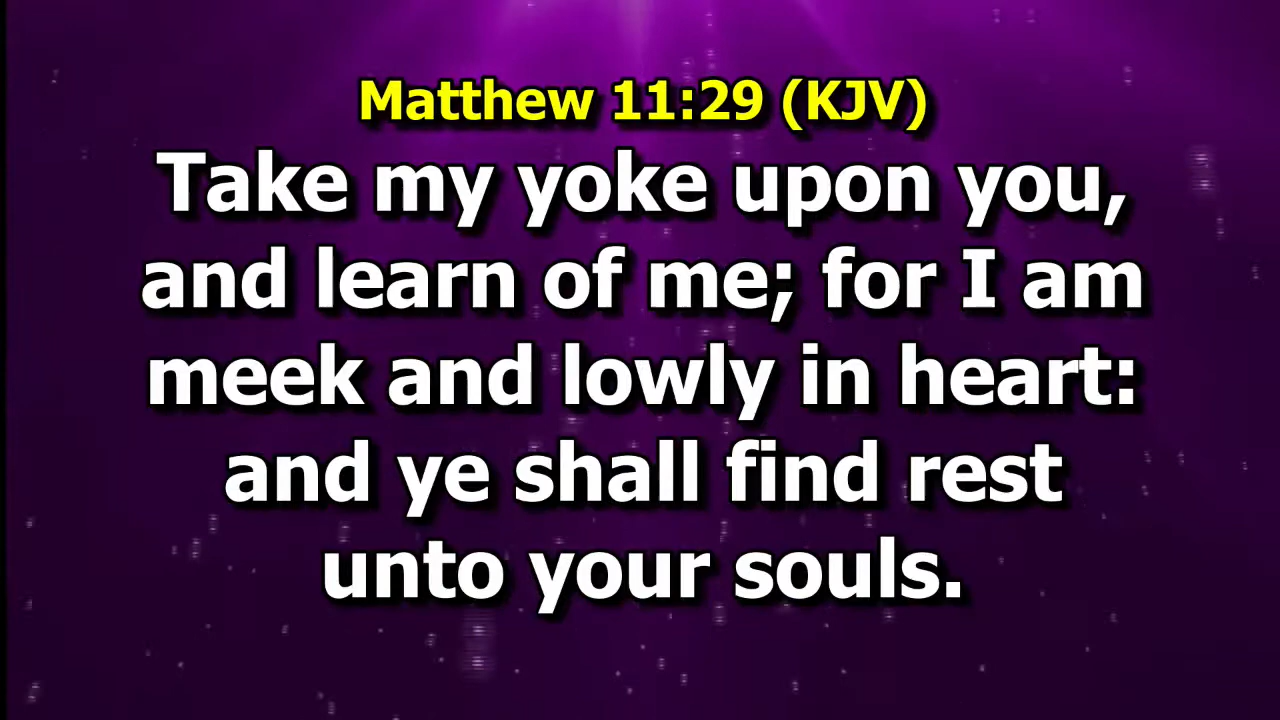 Matthew 11:29 (KJV)
Take my yoke upon you,
and learn of me; for I am
meek and lowly in heart:
and ye shall find rest
unto your souls.